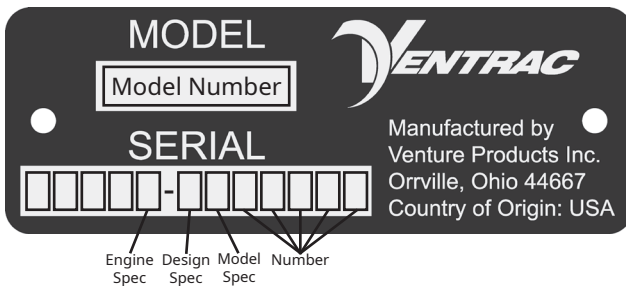 MODEL
Model Number
VENTRAC
SERIAL
-
Manufactured by
Venture Products Inc.
Orrville, Ohio 44667
Country of Origin: USA
Engine Spec
Design Spec
Model Spec
Number